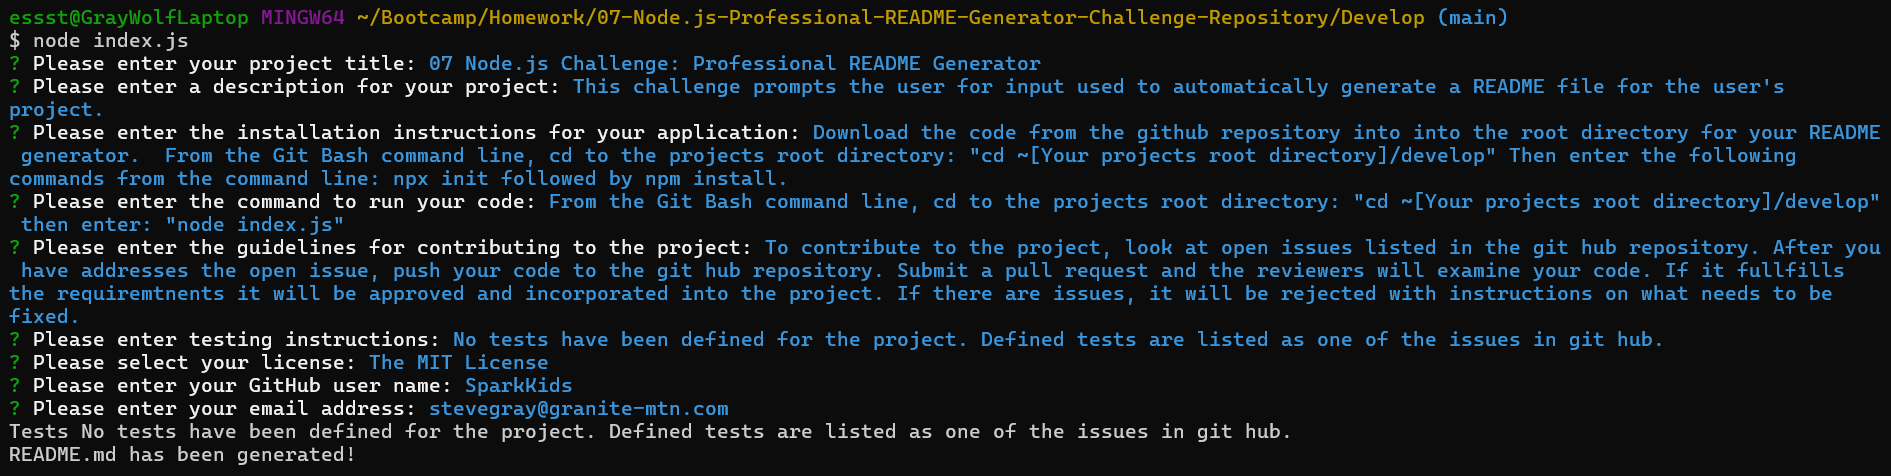 essst@GrayWolfLaptop MINGW64 ~/Bootcamp/Homework/07-Node.js-Professional-README-Generator-Challenge-Repository/Develop (main)
$ node index.js
? Please enter your project title: 07 Node.js Challenge: Professional README Generator
? Please enter a description for your project: This challenge prompts the user for input used to automatically generate a README file for the user's
project.
? Please enter the installation instructions for your application: Download the code from the github repository into into the root directory for your README
 generator.  From the Git Bash command line, cd to the projects root directory: "cd ~[Your projects root directory]/develop" Then enter the following
commands from the command line: npx init followed by npm install.
? Please enter the command to run your code: From the Git Bash command line, cd to the projects root directory: "cd ~[Your projects root directory]/develop"
 then enter: "node index.js"
? Please enter the guidelines for contributing to the project: To contribute to the project, look at open issues listed in the git hub repository. After you
 have addresses the open issue, push your code to the git hub repository. Submit a pull request and the reviewers will examine your code. If it fullfills
the requiremtnents it will be approved and incorporated into the project. If there are issues, it will be rejected with instructions on what needs to be
fixed.
? Please enter testing instructions: No tests have been defined for the project. Defined tests are listed as one of the issues in git hub.
? Please select your license: The MIT License
? Please enter your GitHub user name: SparkKids
? Please enter your email address: stevegray@granite-mtn.com
Tests No tests have been defined for the project. Defined tests are listed as one of the issues in git hub.
README.md has been generated!